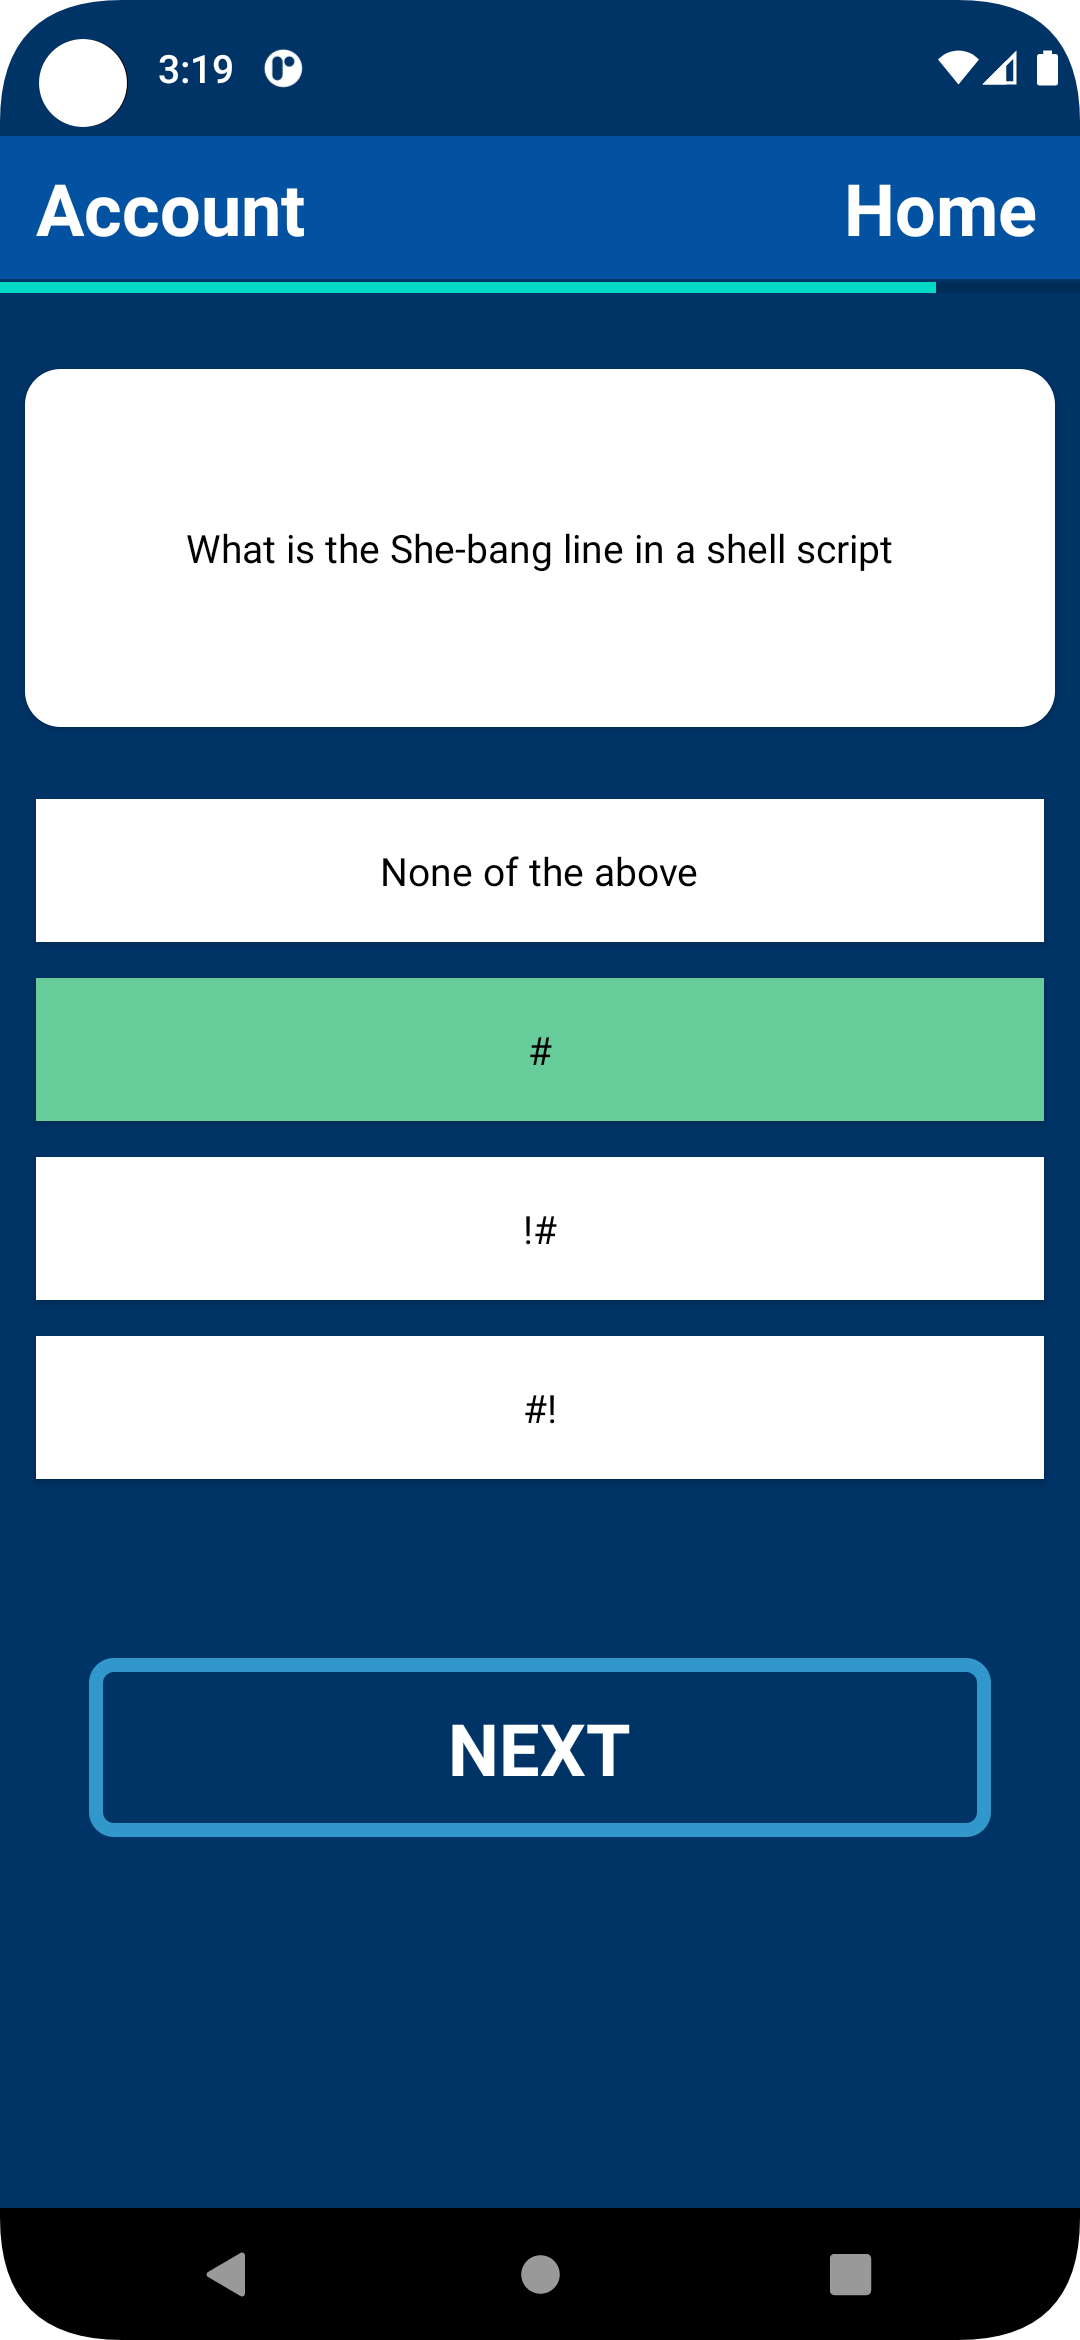 3:19
Account
Home
What is the She-bang line in a shell script
None of the above
#
!#
#!
NEXT